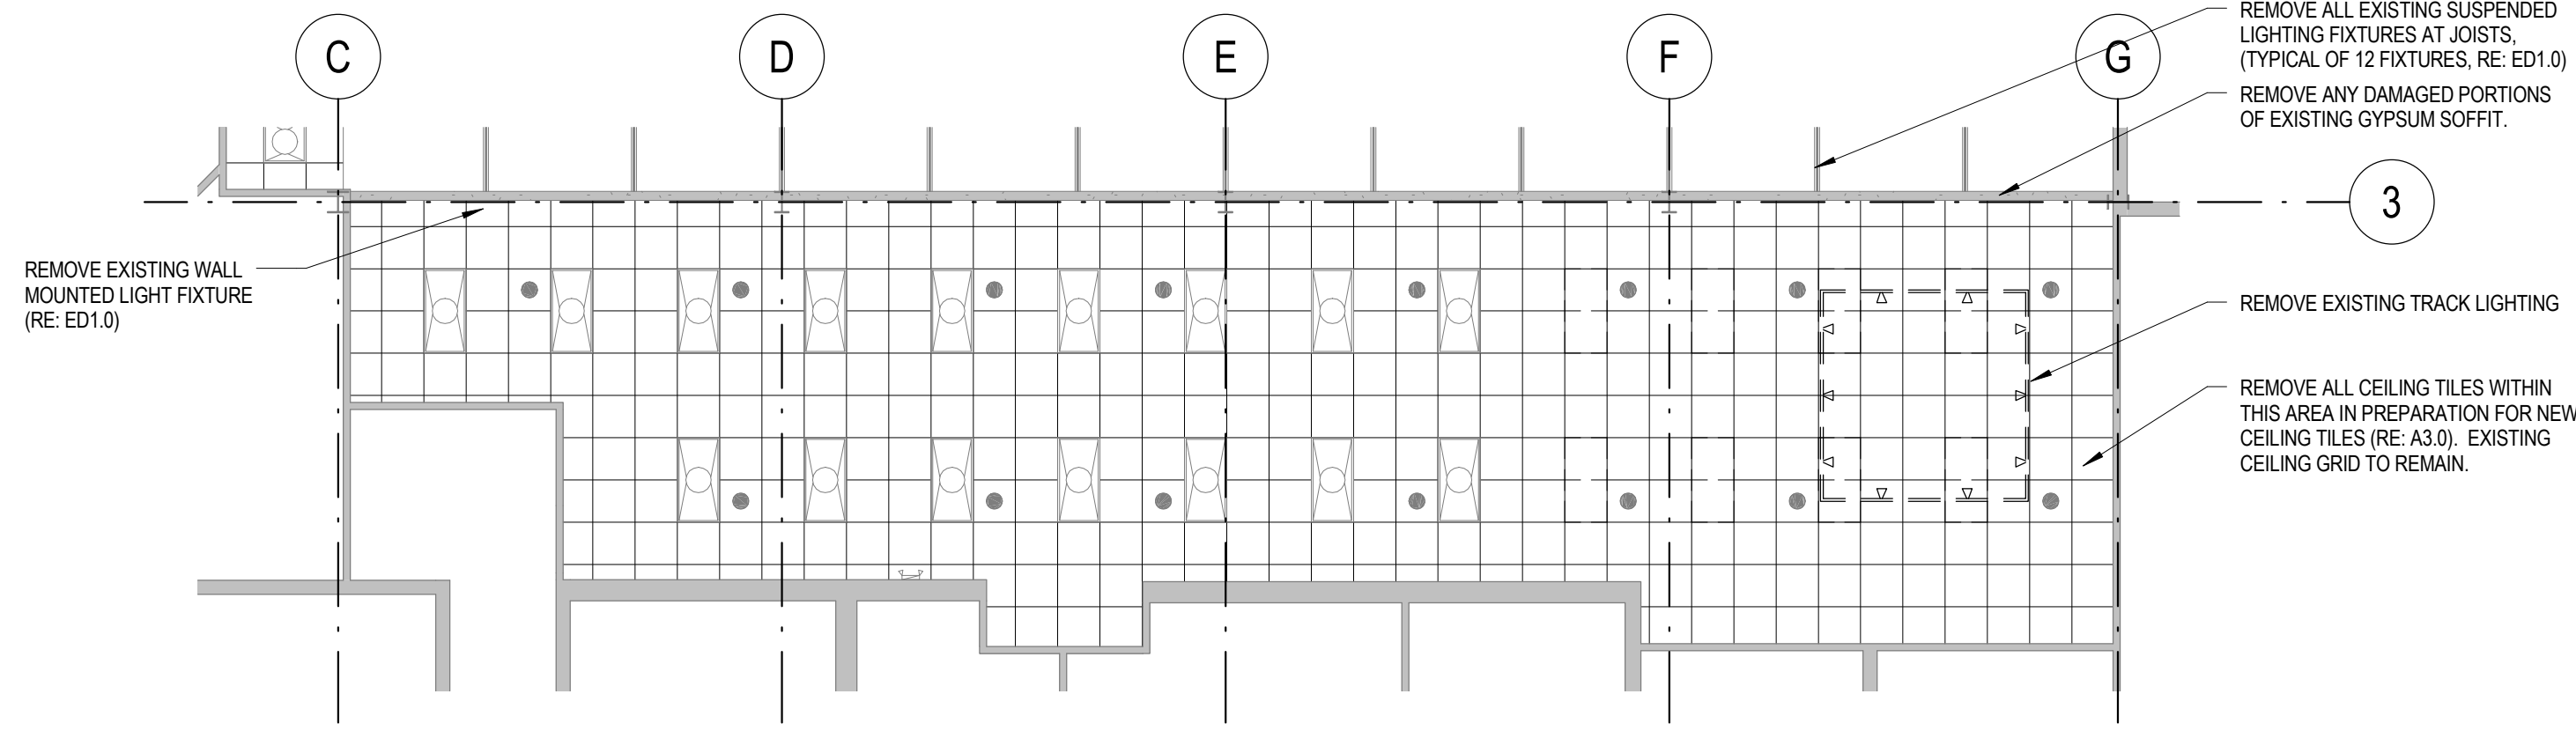 C
D
E
F
G
REMOVE ALL EXISTING SUSPENDED
LIGHTING FIXTURES AT JOISTS,
(TYPICAL OF 12 FIXTURES, RE: ED1.0)
REMOVE ANY DAMAGED PORTIONS
OF EXISTING GYPSUM SOFFIT.
3
REMOVE EXISTING WALL
MOUNTED LIGHT FIXTURE
(RE: ED1.0)
REMOVE EXISTING TRACK LIGHTING
REMOVE ALL CEILING TILES WITHIN
THIS AREA IN PREPARATION FOR NEW
CEILING TILES (RE: A3.0).  EXISTING
CEILING GRID TO REMAIN.